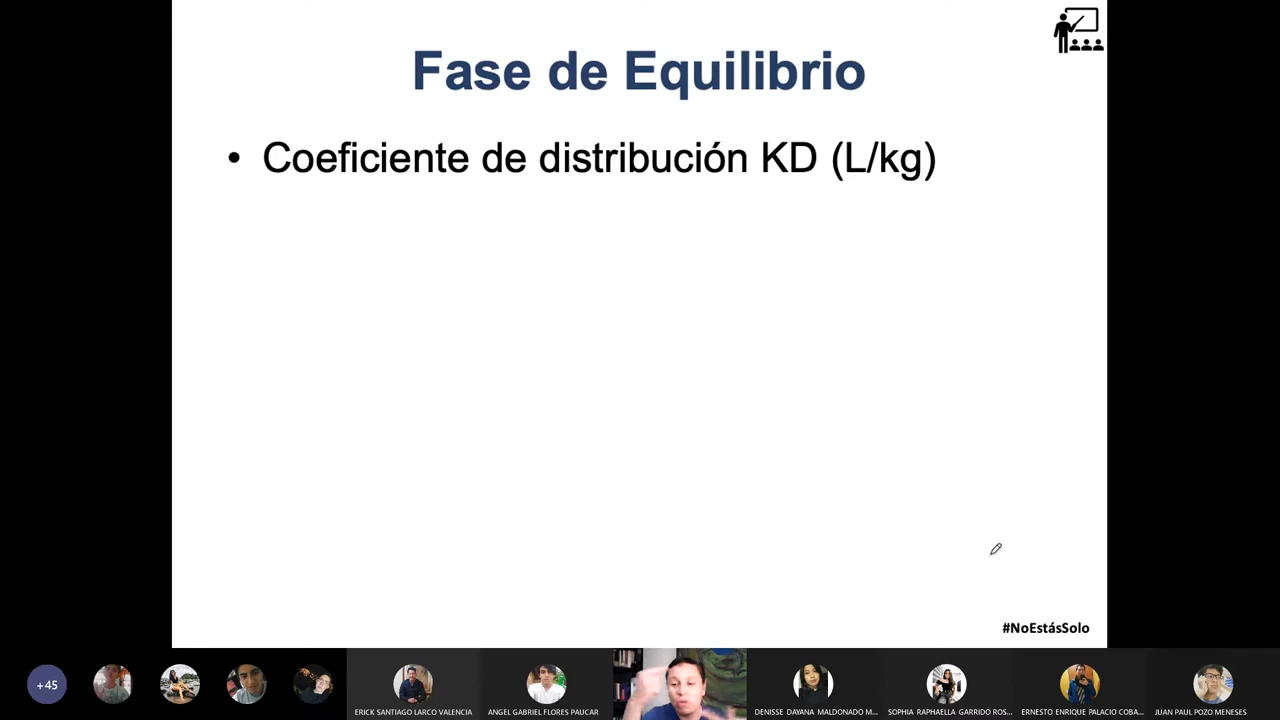 Fase de Equilibrio
• Coeficiente de distribución KD (L/kg)
#NoEstásSolo
+45
ERICK SANTIAGO LARCO VALENCIA
ANGEL GABRIEL FLORES PAUCAR
DENISSE DAYANA MALDONADO M...
SOPHIA RAPHAELLA GARRIDO ROS...
ERNESTO ENRIQUE PALACIO COBA...
JUAN PAUL POZO MENESES